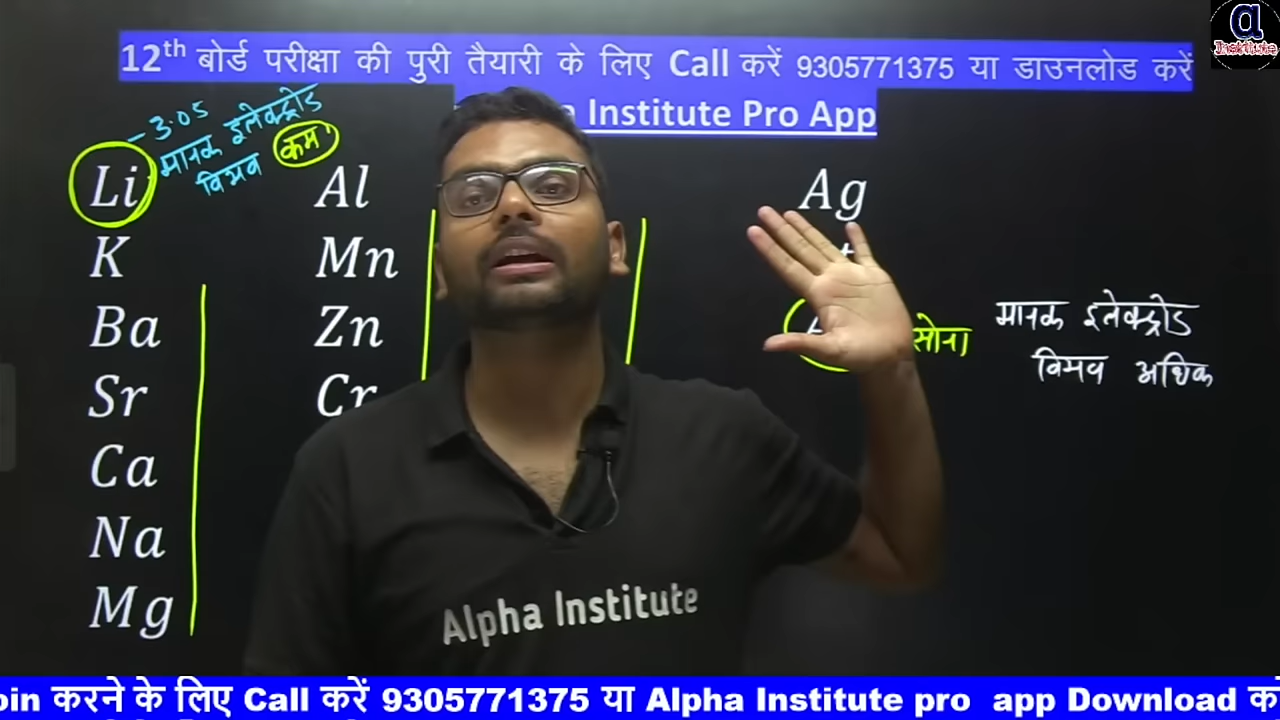 12th बोर्ड परीक्षा की पुरी तैयारी के लिए Call करें 9305771375 या डाउनलोड करें
Institute Pro App
α
Institute
-3.05
मानक इलेक्ट्रोड
विभव कम
Li
K
Ba
Sr
Ca
Na
Mg
Al
Mn
Zn
Cr
Ag
सोना
मानक इलेक्ट्रोड
विभव अधिक
Alpha Institute
करने के लिए Call करें 9305771375 या Alpha Institute pro app Download